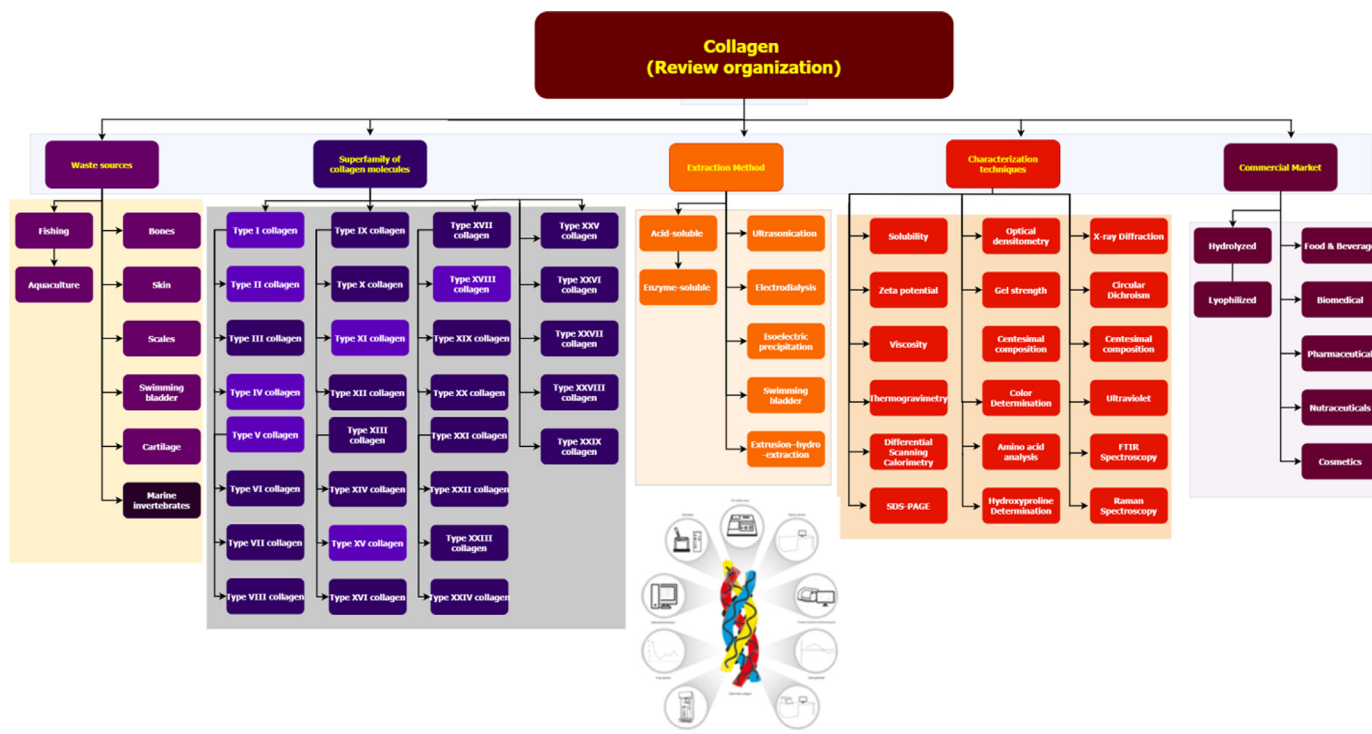 Collagen
(Review organization)
Waste sources
Superfamily of
collagen molecules
Extraction Method
Characterization
techniques
Commercial Market
Fishing
Aquaculture
Bones
Skin
Scales
Swimming
bladder
Cartilage
Marine
invertebrates
Type I collagen
Type II collagen
Type III collagen
Type IV collagen
Type V collagen
Type VI collagen
Type VII collagen
Type VIII collagen
Type IX collagen
Type X collagen
Type XI collagen
Type XII collagen
Type XIII
collagen
Type XIV collagen
Type XV collagen
Type XVI collagen
Type XVII
collagen
Type XVIII
collagen
Type XIX collagen
Type XX collagen
Type XXI collagen
Type XXII collagen
Type XXIII
collagen
Type XXIV collagen
Type XXV
collagen
Type XXVI
collagen
Type XXVII
collagen
Type XXVIII
collagen
Type XXIX
collagen
Acid-soluble
Enzyme-soluble
Ultrasonication
Electrodialysis
Isoelectric
precipitation
Swimming
bladder
Extrusion–hydro
-extraction
Solubility
Zeta potential
Viscosity
Thermogravimetry
Differential
Scanning
Calorimetry
SDS-PAGE
Optical
densitometry
Gel strength
Centesimal
composition
Color
Determination
Amino acid
analysis
Hydroxyproline
Determination
X-ray Diffraction
Circular
Dichroism
Centesimal
composition
Ultraviolet
FTIR
Spectroscopy
Raman
Spectroscopy
Hydrolyzed
Lyophilized
Food & Beverage
Biomedical
Pharmaceutical
Nutraceuticals
Cosmetics